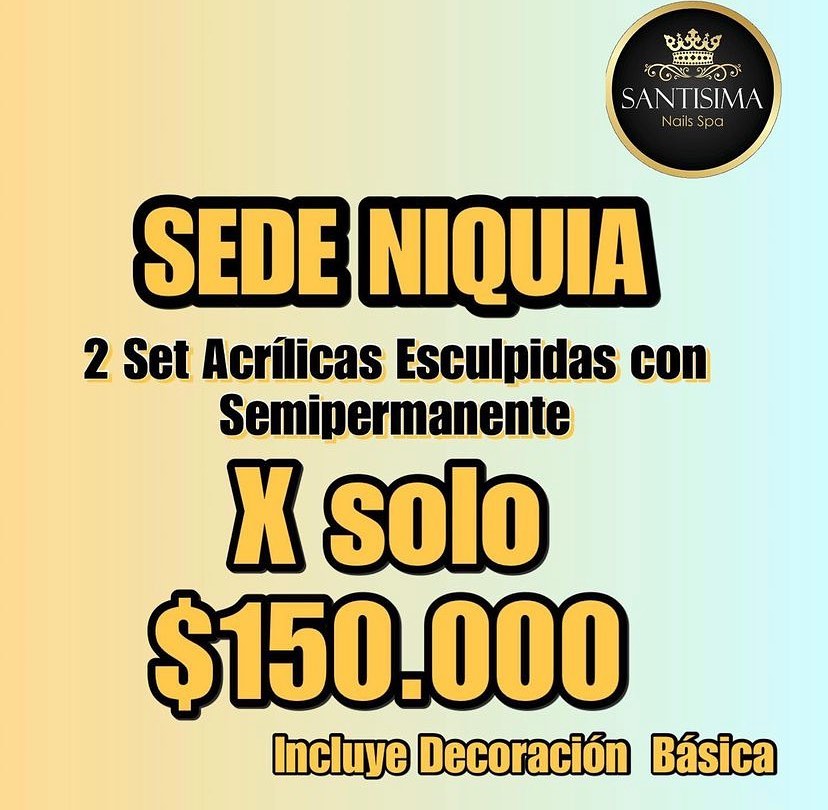 SANTISIMA
Nails Spa
SEDE NIQUIA
2 Set Acrílicas Esculpidas con
Semipermanente
X solo
$150.000
Incluye Decoración Básica